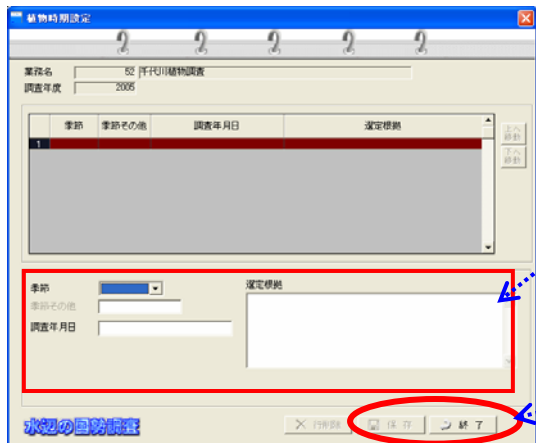 植物時期設定
業務名 52 千代川植物調査
調査年度 2005
季節 季節その他 調査年月日 選定根拠
1
上へ移動
下へ移動
季節 選定根拠
季節その他
調査年月日
水辺の国勢調査 行削除 保存 終了